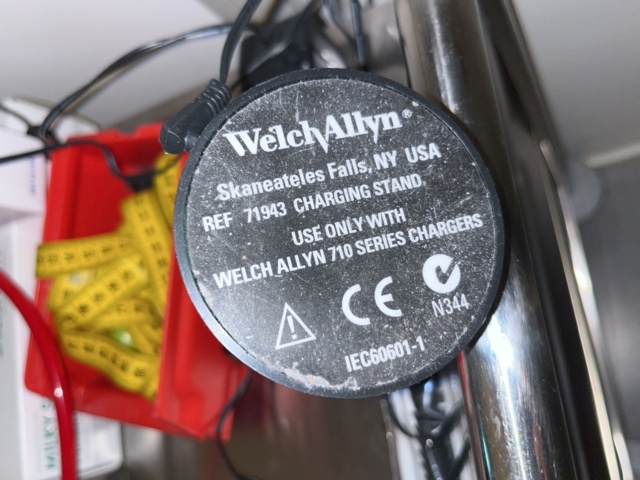 WelchAllyn®
Skaneateles Falls, NY USA
REF 71943 CHARGING STAND
USE ONLY WITH
WELCH ALLYN 710 SERIES CHARGERS
CE
N344
IEC60601-1